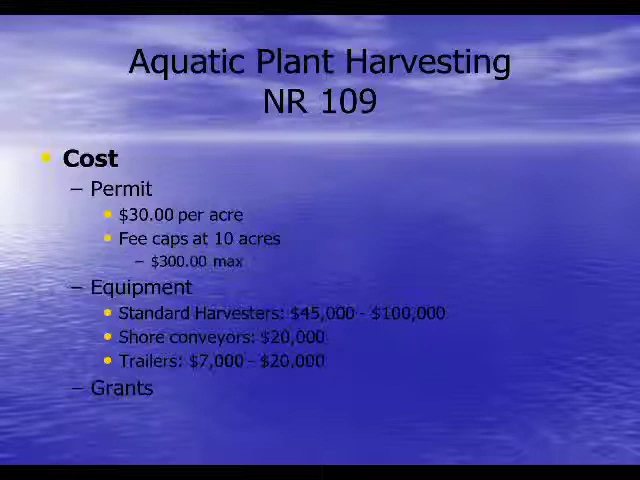 Aquatic Plant Harvesting
NR 109
Cost
– Permit
$30.00 per acre
Fee caps at 10 acres
– $300.00 max
– Equipment
Standard Harvesters: $45,000 - $100,000
Shore conveyors: $20,000
Trailers: $7,000 - $20,000
– Grants